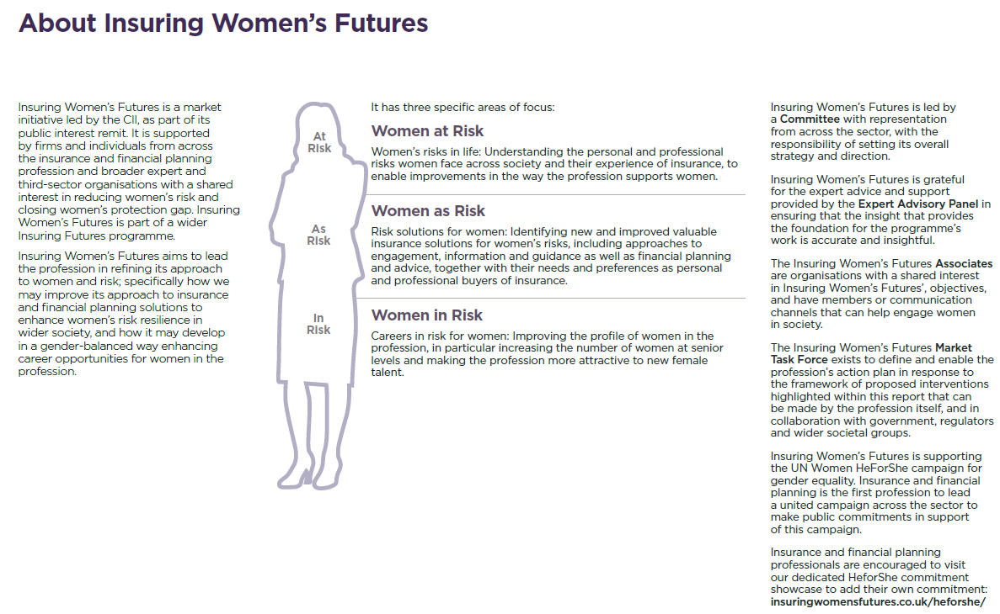 About Insuring Women's Futures
Insuring Women's Futures is a market
initiative led by the CII, as part of its
public interest remit. It is supported
by firms and individuals from across
the insurance and financial planning
profession and broader expert and
third-sector organisations with a shared
interest in reducing women's risk and
closing women's protection gap. Insuring
Women's Futures is part of a wider
Insuring Futures programme.
Insuring Women's Futures aims to lead
the profession in refining its approach
to women and risk; specifically how we
may improve its approach to insurance
and financial planning solutions to
enhance women's risk resilience in
wider society, and how it may develop
in a gender-balanced way enhancing
career opportunities for women in the
profession.
At
Risk
As
Risk
In
Risk
It has three specific areas of focus:
Women at Risk
Women's risks in life: Understanding the personal and professional
risks women face across society and their experience of insurance, to
enable improvements in the way the profession supports women.
Women as Risk
Risk solutions for women: Identifying new and improved valuable
insurance solutions for women's risks, including approaches to
engagement, information and guidance as well as financial planning
and advice, together with their needs and preferences as personal
and professional buyers of insurance.
Women in Risk
Careers in risk for women: Improving the profile of women in the
profession, in particular increasing the number of women at senior
levels and making the profession more attractive to new female
talent.
Insuring Women's Futures is led by
a Committee with representation
from across the sector, with the
responsibility of setting its overall
strategy and direction.
Insuring Women's Futures is grateful
for the expert advice and support
provided by the Expert Advisory Panel in
ensuring that the insight that provides
the foundation for the programme's
work is accurate and insightful.
The Insuring Women's Futures Associates
are organisations with a shared interest
in Insuring Women's Futures', objectives,
and have members or communication
channels that can help engage women
in society.
The Insuring Women's Futures Market
Task Force exists to define and enable the
profession's action plan in response to
the framework of proposed interventions
highlighted within this report that can
be made by the profession itself, and in
collaboration with government, regulators
and wider societal groups.
Insuring Women's Futures is supporting
the UN Women HeForShe campaign for
gender equality. Insurance and financial
planning is the first profession to lead
a united campaign across the sector to
make public commitments in support
of this campaign.
Insurance and financial planning
professionals are encouraged to visit
our dedicated HeforShe commitment
showcase to add their own commitment:
insuringwomensfutures.co.uk/heforshe/